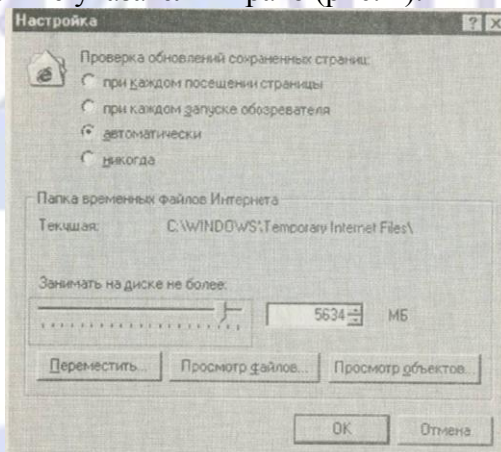 Настройка
Проверка обновлений сохраненных страниц:
при каждом посещении страницы
при каждом запуске обозревателя
автоматически
никогда
Папка временных файлов Интернета
Текущая: C:\WINDOWS\Temporary Internet Files\
Занимать на диске не более:
5634 МБ
Переместить... Просмотр файлов... Просмотр объектов...
OK Отмена